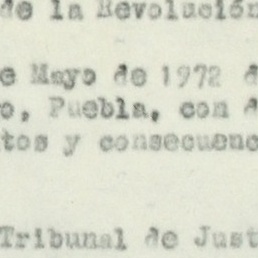 de la Revolución
e Mayo de 1972 d
o, Puebla, con d
tos y consecuenc
Tribunal de Just